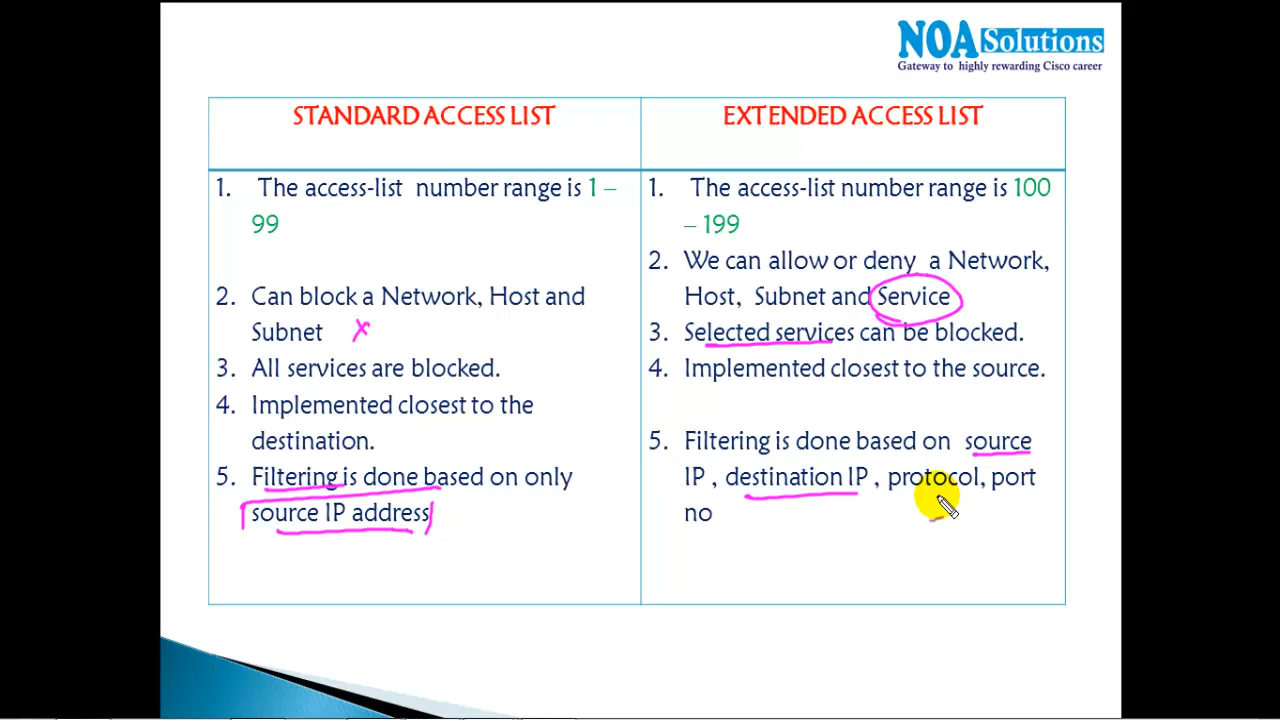 NOA Solutions
Gateway to highly rewarding Cisco career
STANDARD ACCESS LIST
1. The access-list number range is 1 –
99
2. Can block a Network, Host and
Subnet
3. All services are blocked.
4. Implemented closest to the
destination.
5. Filtering is done based on only
source IP address
EXTENDED ACCESS LIST
1. The access-list number range is 100
– 199
2. We can allow or deny a Network,
Host, Subnet and Service
3. Selected services can be blocked.
4. Implemented closest to the source.
5. Filtering is done based on source
IP , destination IP , protocol, port
no